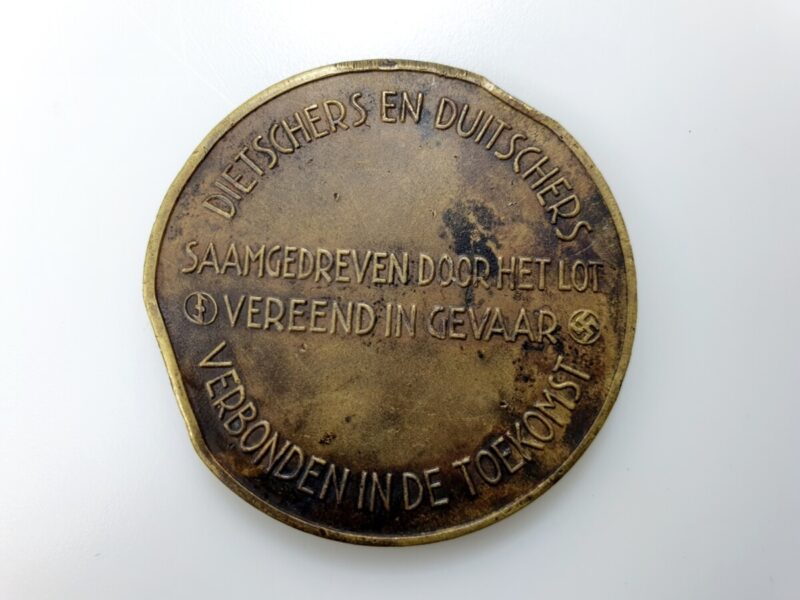 DIETSCHERS EN DUITSCHERS
SAAMGEDREVEN DOOR HET LOT
VEREEND IN GEVAAR
VERBONDEN IN DE TOEKOMST